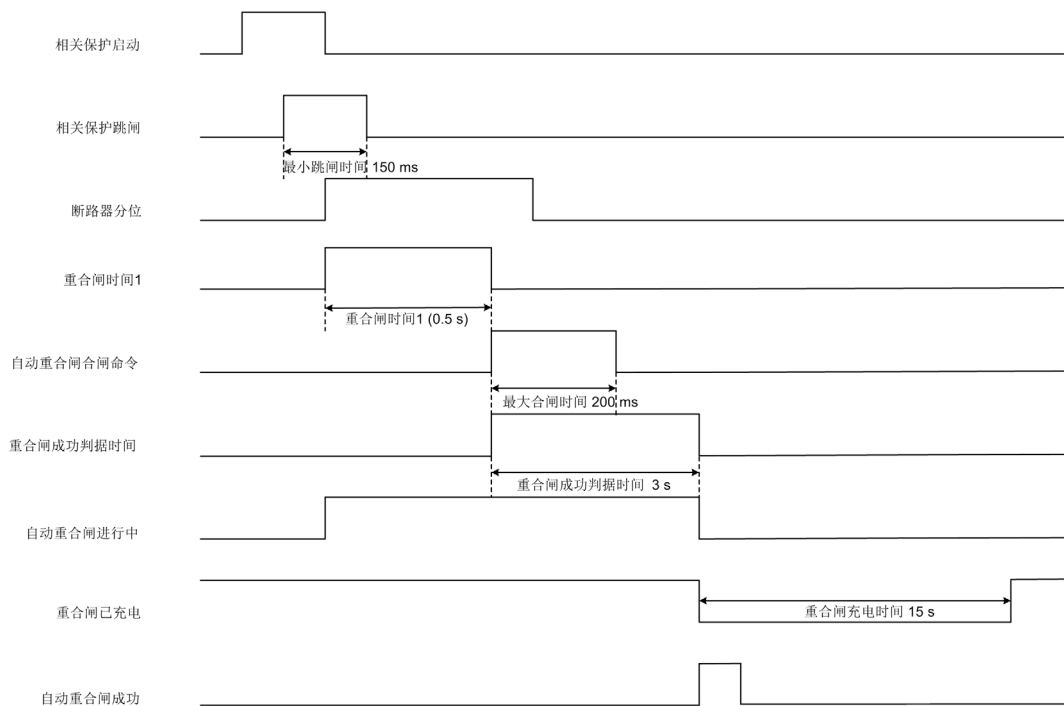 相关保护启动
相关保护跳闸
最小跳闸时间 150 ms
断路器分位
重合闸时间1
重合闸时间1 (0.5 s)
自动重合闸合闸命令
最大合闸时间 200 ms
重合闸成功判据时间
重合闸成功判据时间 3 s
自动重合闸进行中
重合闸已充电
重合闸充电时间 15 s
自动重合闸成功